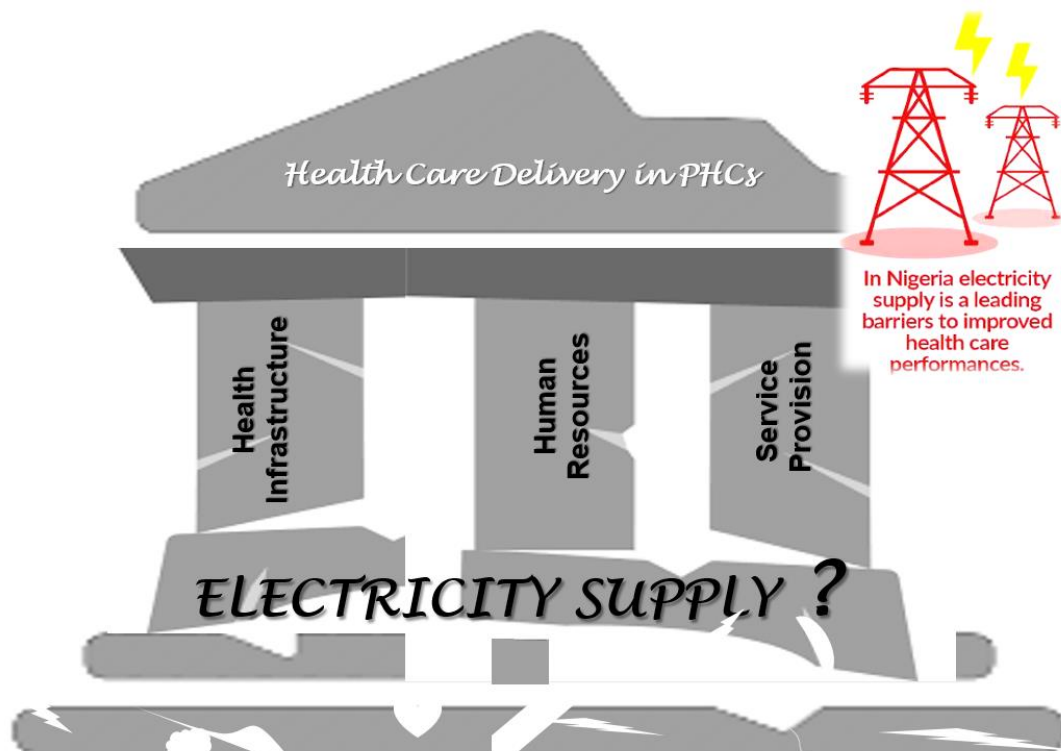 Health Care Delivery in PHCs
In Nigeria electricity
supply is a leading
barriers to improved
health care
performances.
Health
Infrastructure
Human
Resources
Service
Provision
ELECTRICITY SUPPLY ?